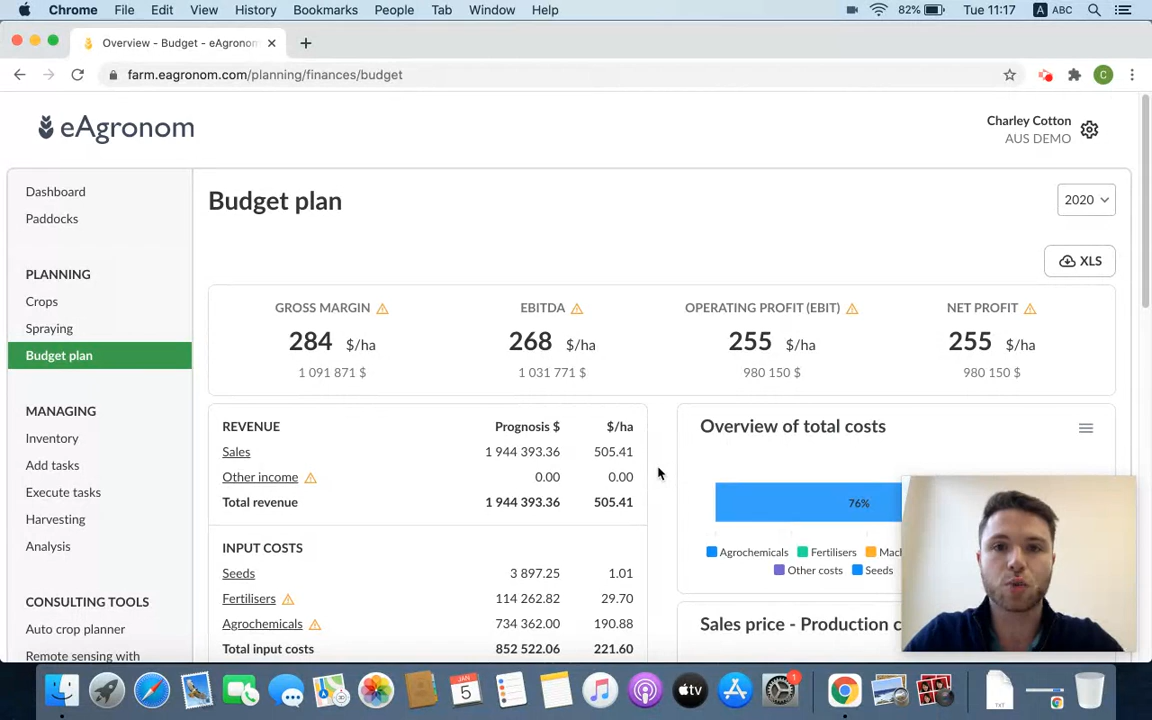 Chrome File Edit View History Bookmarks People Tab Window Help 82% Tue 11:17 A ABC
Overview - Budget - eAgronom
farm.eagronom.com/planning/finances/budget C
eAgronom
Charley Cotton
AUS DEMO
Dashboard
Paddocks
PLANNING
Crops
Spraying
Budget plan
MANAGING
Inventory
Add tasks
Execute tasks
Harvesting
Analysis
CONSULTING TOOLS
Auto crop planner
Remote sensing with
Budget plan
2020
XLS
GROSS MARGIN EBITDA OPERATING PROFIT (EBIT) NET PROFIT
284 $/ha 268 $/ha 255 $/ha 255 $/ha
1 091 871 $ 1 031 771 $ 980 150 $ 980 150 $
REVENUE Prognosis $ $/ha
Sales 1 944 393.36 505.41
Other income 0.00 0.00
Total revenue 1 944 393.36 505.41
INPUT COSTS
Seeds 3 897.25 1.01
Fertilisers 114 262.82 29.70
Agrochemicals 734 362.00 190.88
Total input costs 852 522.06 221.60
Overview of total costs
76%
Agrochemicals Fertilisers Mac
Other costs Seeds
Sales price - Production c
JAN
5
tv
1
TXT